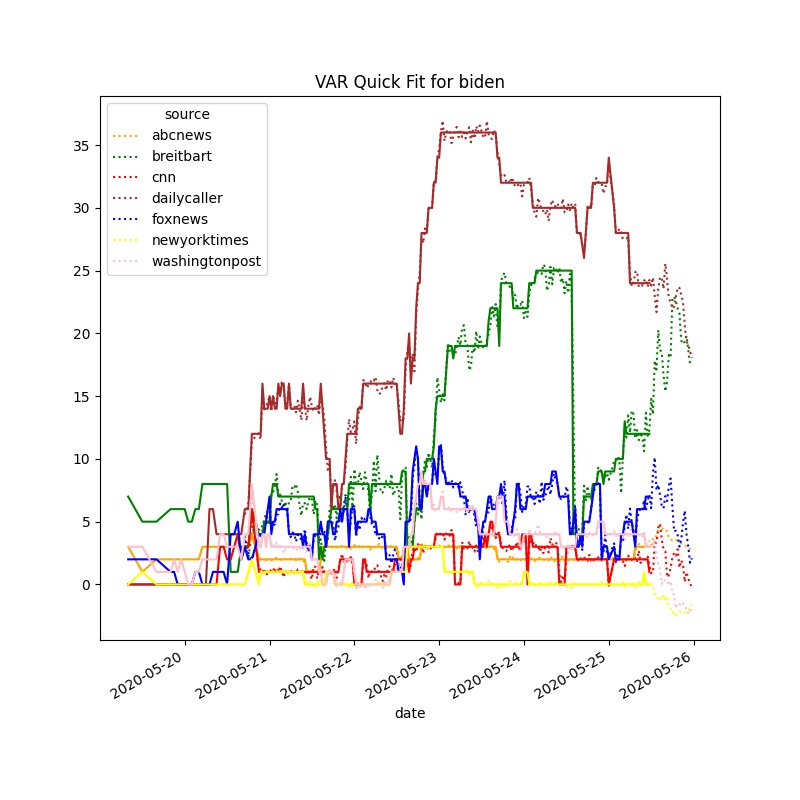 VAR Quick Fit for biden
source
abcnews
breitbart
cnn
dailycaller
foxnews
newyorktimes
washingtonpost
35
30
25
20
15
10
5
0
2020-05-20
2020-05-21
2020-05-22
2020-05-23
2020-05-24
2020-05-25
2020-05-26
date